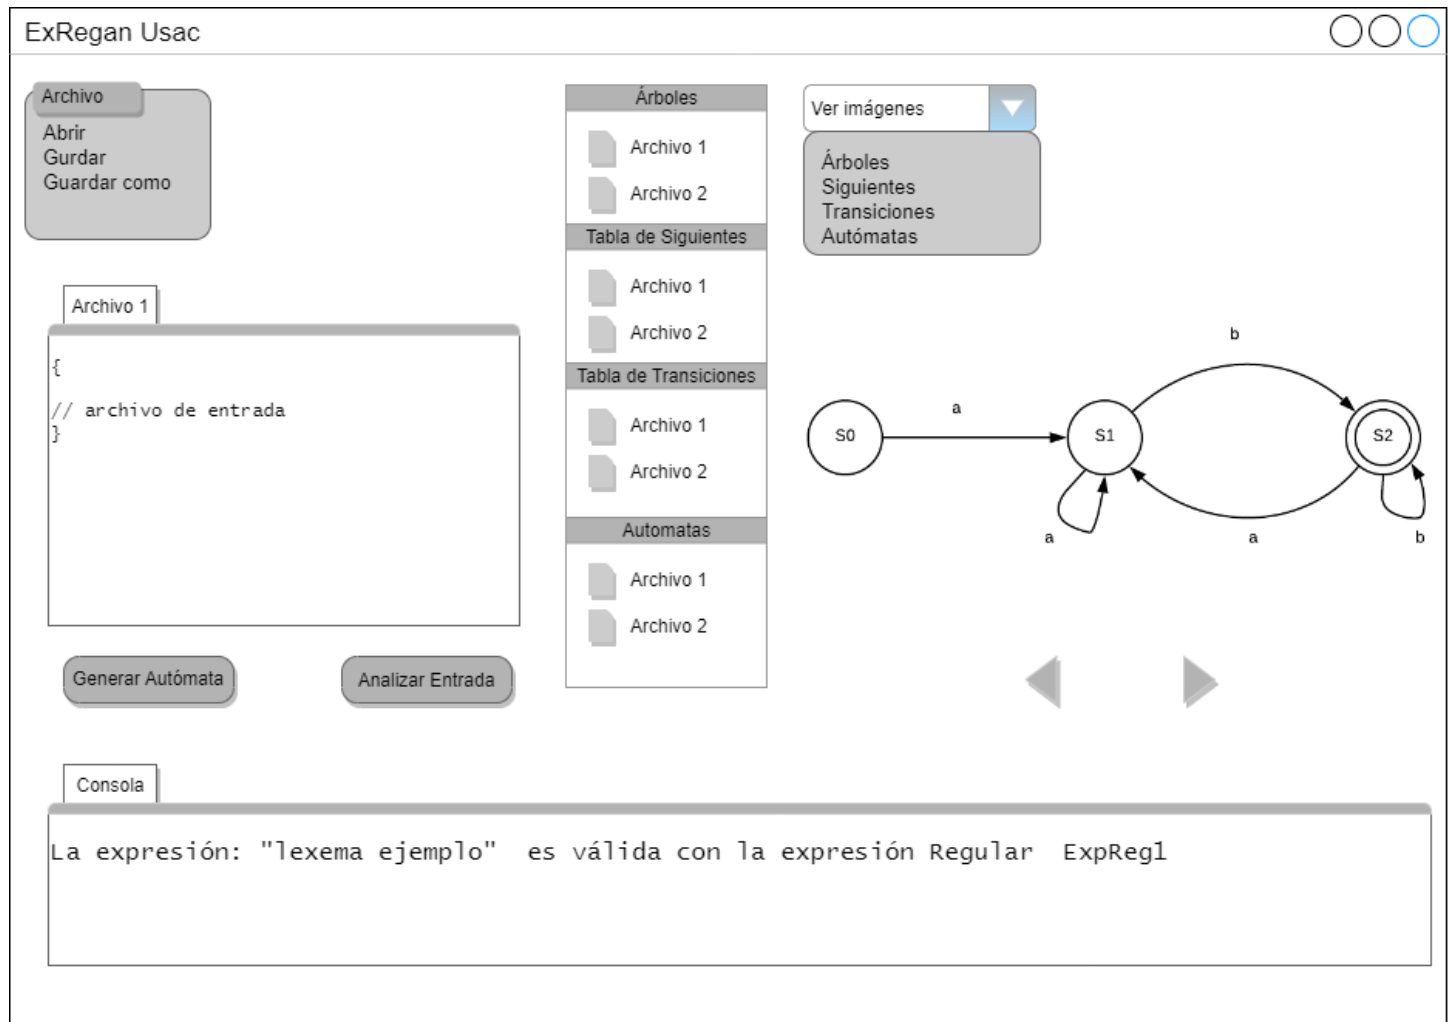 ExRegan Usac
Archivo
Abrir
Gurdar
Guardar como
Archivo 1
{
// archivo de entrada
}
Generar Autómata
Analizar Entrada
Árboles
Archivo 1
Archivo 2
Tabla de Siguientes
Archivo 1
Archivo 2
Tabla de Transiciones
Archivo 1
Archivo 2
Automatas
Archivo 1
Archivo 2
Ver imágenes
Árboles
Siguientes
Transiciones
Autómatas
b
a
S0
S1
S2
a
a
b
Consola
La expresión: "lexema ejemplo"  es válida con la expresión Regular  ExpReg1